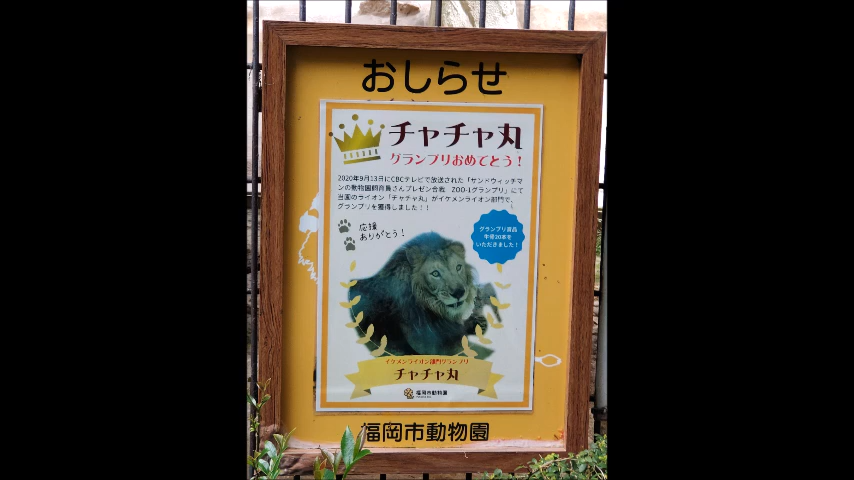 おしらせ
チャチャ丸
グランプリおめでとう！
2020年9月13日にCBCテレビで放送された「サンドウィッチマ
ンの動物園飼育員さんプレゼン合戦　ZOO-1グランプリ」にて
当園のライオン「チャチャ丸」がイケメンライオン部門で、
グランプリを獲得しました！！
応援
ありがとう！
グランプリ賞品
牛骨20本を
いただきました！
イケメンライオン部門グランプリ
チャチャ丸
福岡市動物園
福岡市動物園